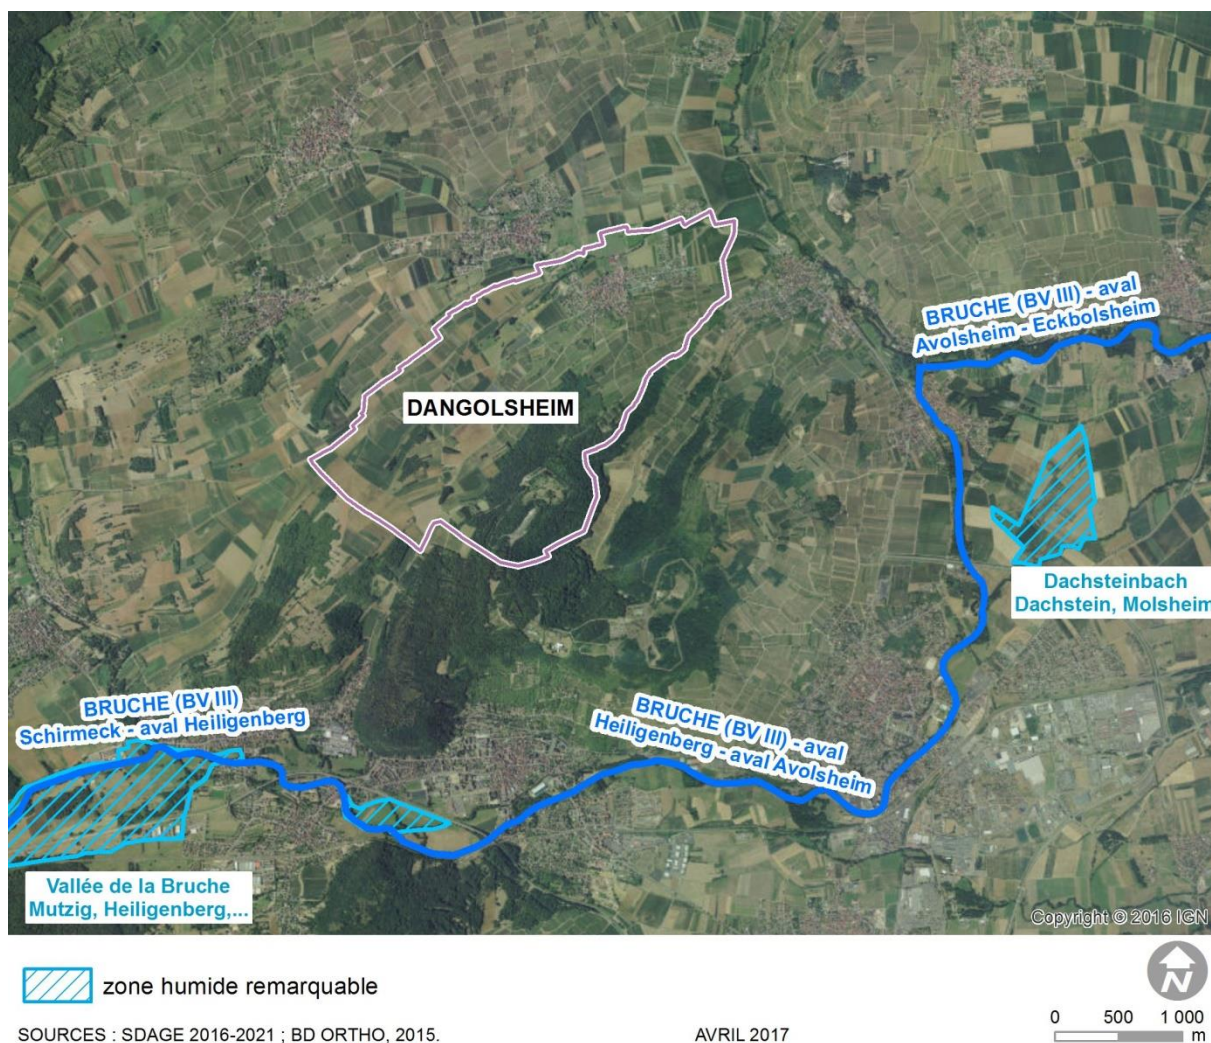 BRUCHE (BV III) - aval
Avolsheim - Eckbolsheim
DANGOLSHEIM
Dachsteinbach
Dachstein, Molsheim
BRUCHE (BV III)
Schirmeck - aval Heiligenberg
BRUCHE (BV III) - aval
Heiligenberg - aval Avolsheim
Vallée de la Bruche
Mutzig, Heiligenberg,...
Copyright © 2016 IGN
zone humide remarquable
N
SOURCES : SDAGE 2016-2021 ; BD ORTHO, 2015.
AVRIL 2017
0 500 1 000
m